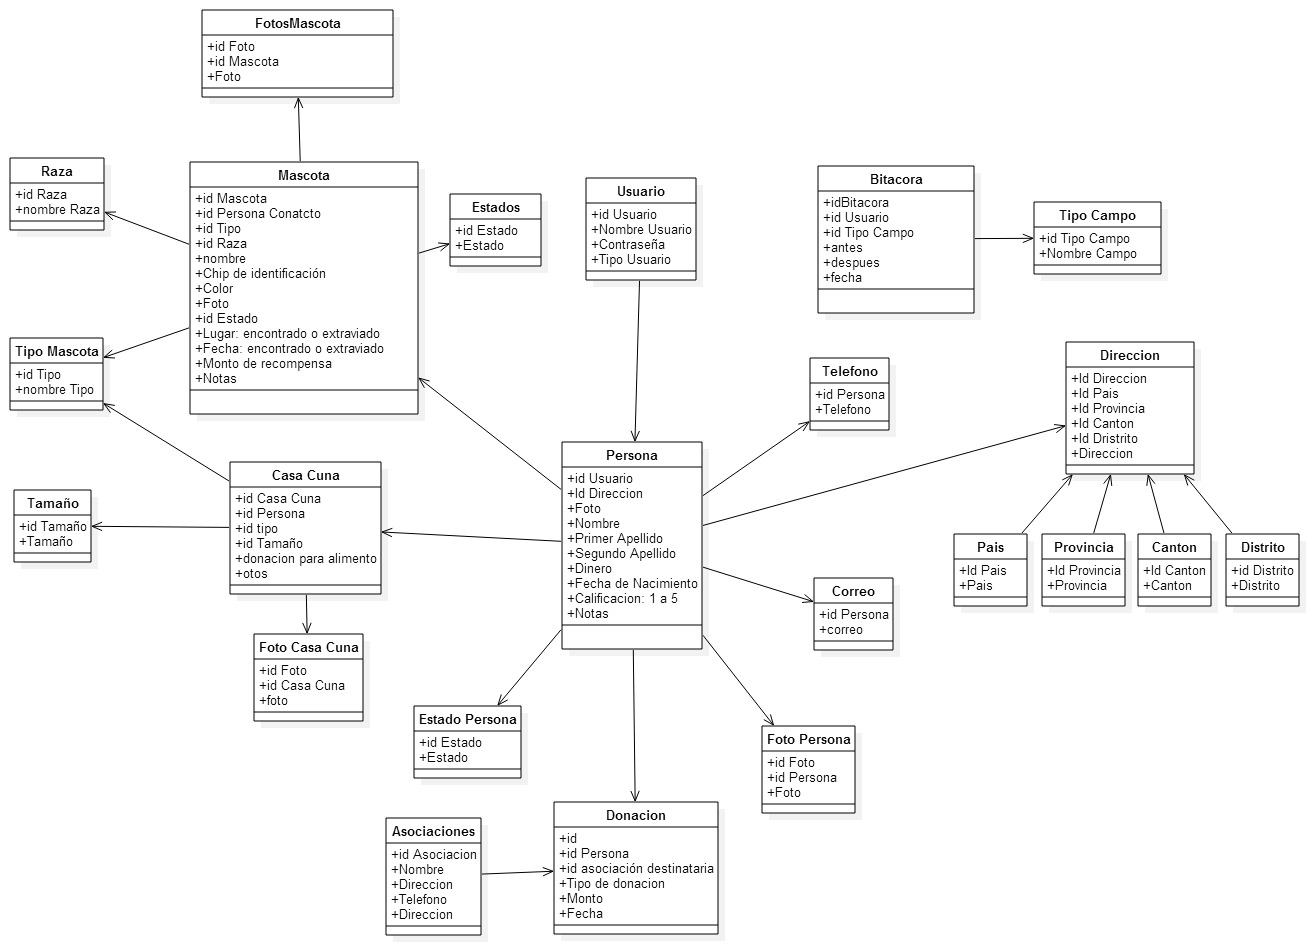 FotosMascota
+id Foto
+id Mascota
+Foto
Raza
+id Raza
+nombre Raza
Mascota
+id Mascota
+id Persona Conatcto
+id Tipo
+id Raza
+nombre
+Chip de identificación
+Color
+Foto
+id Estado
+Lugar: encontrado o extraviado
+Fecha: encontrado o extraviado
+Monto de recompensa
+Notas
Estados
+id Estado
+Estado
Usuario
+id Usuario
+Nombre Usuario
+Contraseña
+Tipo Usuario
Bitacora
+idBitacora
+id Usuario
+id Tipo Campo
+antes
+despues
+fecha
Tipo Campo
+id Tipo Campo
+Nombre Campo
Tipo Mascota
+id Tipo
+nombre Tipo
Telefono
+id Persona
+Telefono
Direccion
+Id Direccion
+Id Pais
+Id Provincia
+Id Canton
+Id Dristrito
+Direccion
Tamaño
+id Tamaño
+Tamaño
Casa Cuna
+id Casa Cuna
+id Persona
+id tipo
+id Tamaño
+donacion para alimento
+otos
Persona
+id Usuario
+Id Direccion
+Foto
+Nombre
+Primer Apellido
+Segundo Apellido
+Dinero
+Fecha de Nacimiento
+Calificacion: 1 a 5
+Notas
Pais
+Id Pais
+Pais
Provincia
+Id Provincia
+Provincia
Canton
+Id Canton
+Canton
Distrito
+id Distrito
+Distrito
Correo
+id Persona
+correo
Foto Casa Cuna
+id Foto
+id Casa Cuna
+foto
Estado Persona
+id Estado
+Estado
Foto Persona
+id Foto
+id Persona
+Foto
Asociaciones
+id Asociacion
+Nombre
+Direccion
+Telefono
+Direccion
Donacion
+id
+id Persona
+id asociación destinataria
+Tipo de donacion
+Monto
+Fecha